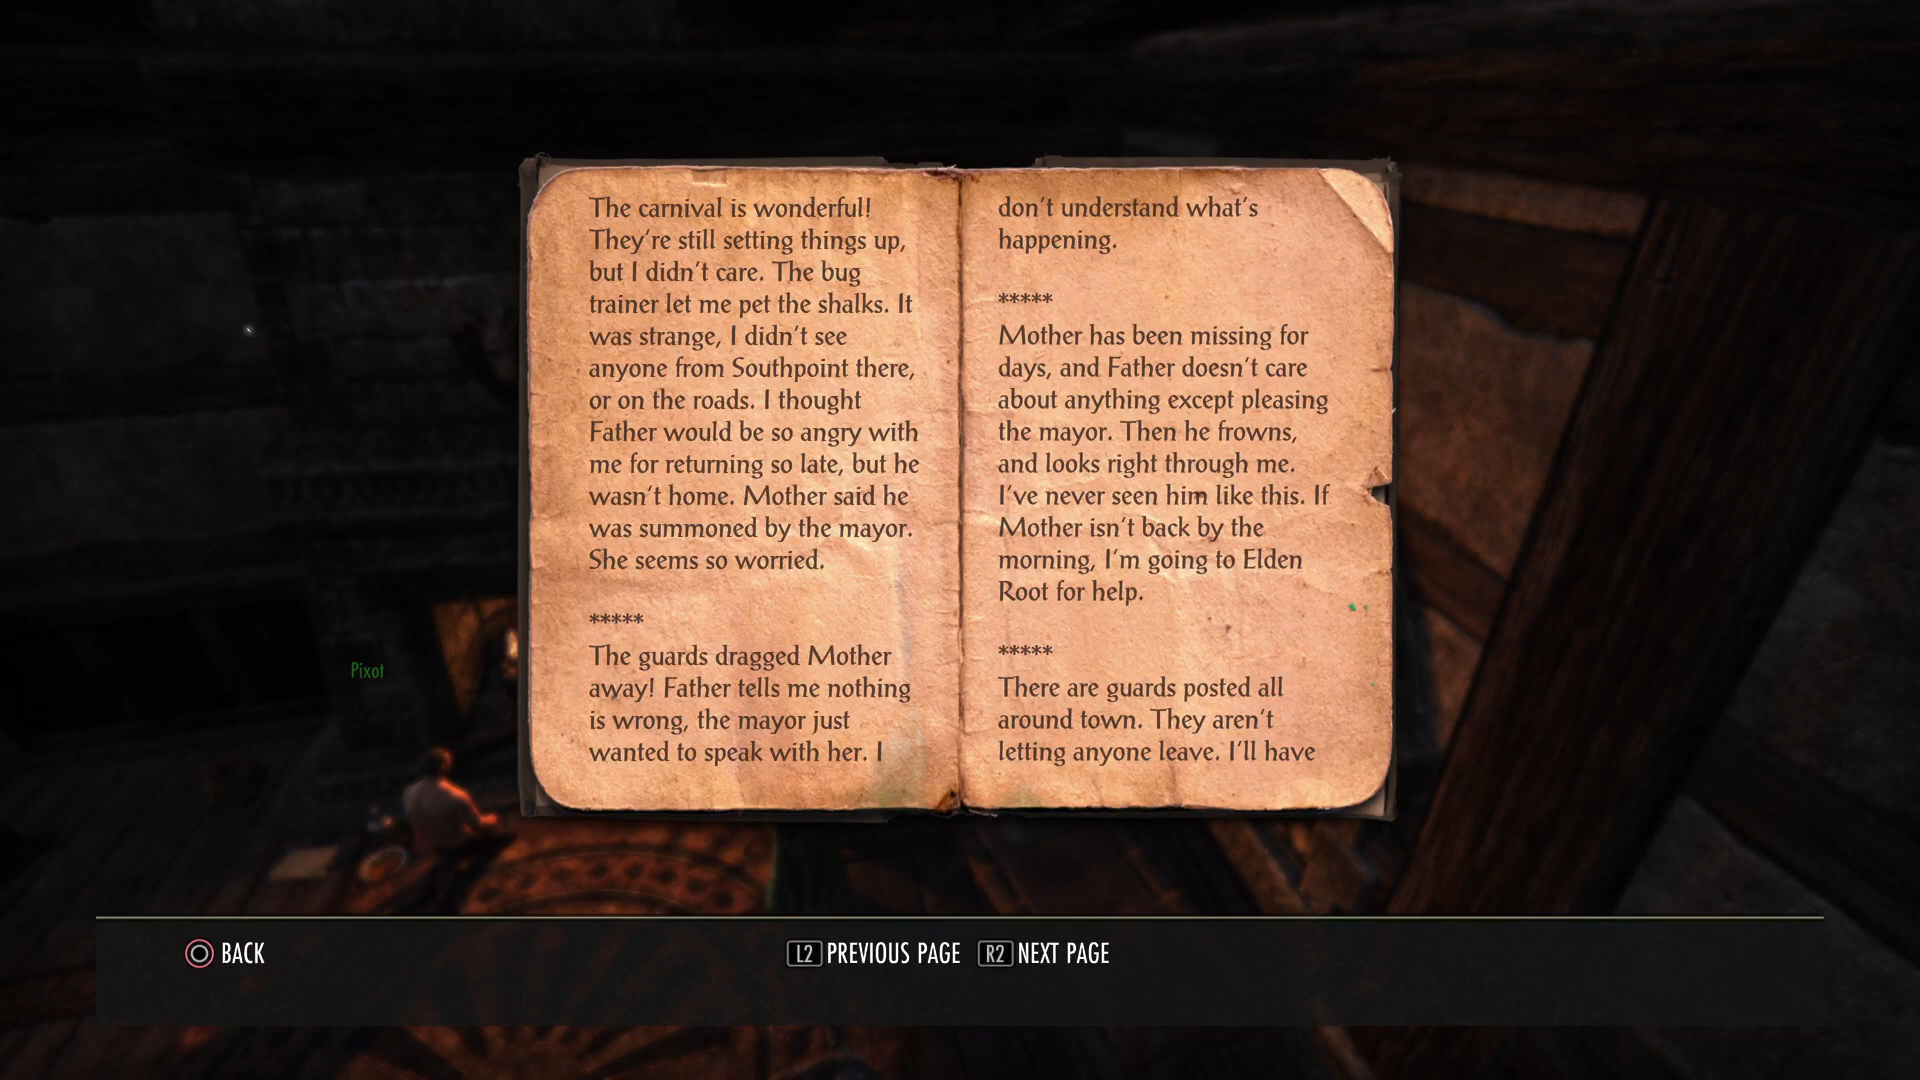 The carnival is wonderful!
They're still setting things up,
but I didn't care. The bug
trainer let me pet the shalks. It
was strange, I didn't see
anyone from Southpoint there,
or on the roads. I thought
Father would be so angry with
me for returning so late, but he
wasn't home. Mother said he
was summoned by the mayor.
She seems so worried.
*****
The guards dragged Mother
away! Father tells me nothing
is wrong, the mayor just
wanted to speak with her. I
don't understand what's
happening.
*****
Mother has been missing for
days, and Father doesn't care
about anything except pleasing
the mayor. Then he frowns,
and looks right through me.
I've never seen him like this. If
Mother isn't back by the
morning, I'm going to Elden
Root for help.
*****
There are guards posted all
around town. They aren't
letting anyone leave. I'll have
Pixot
BACK
L2 PREVIOUS PAGE R2 NEXT PAGE